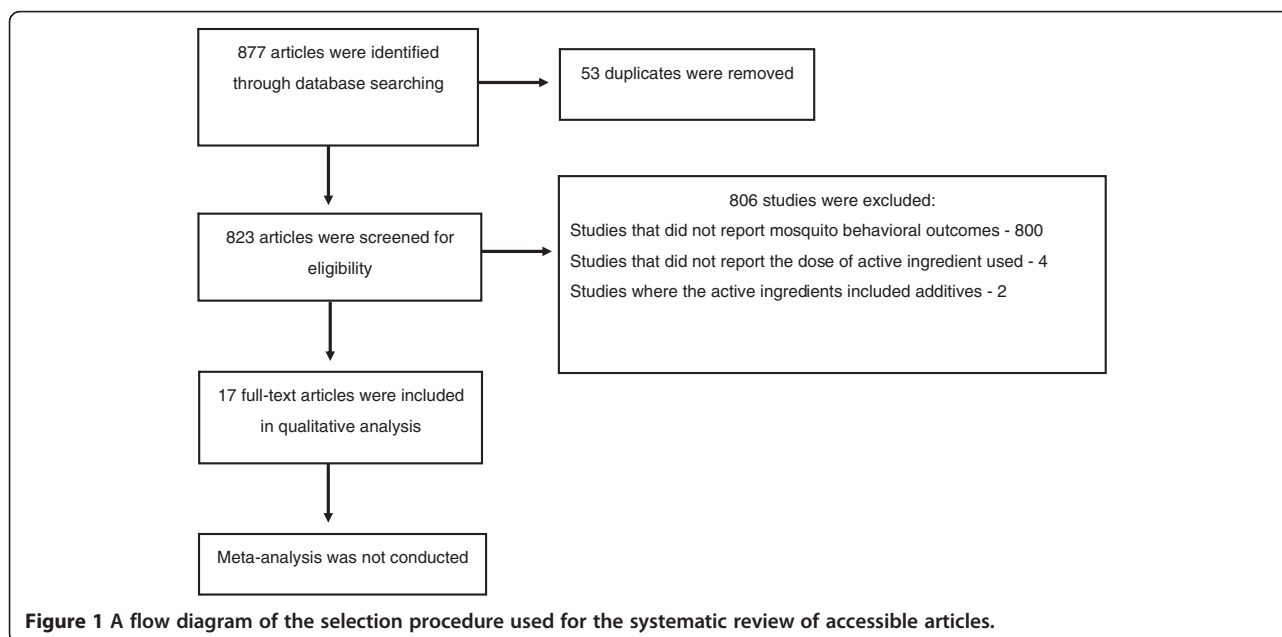 877 articles were identified
through database searching
53 duplicates were removed
823 articles were screened for
eligibility
806 studies were excluded:
Studies that did not report mosquito behavioral outcomes - 800
Studies that did not report the dose of active ingredient used - 4
Studies where the active ingredients included additives - 2
17 full-text articles were included
in qualitative analysis
Meta-analysis was not conducted
Figure 1 A flow diagram of the selection procedure used for the systematic review of accessible articles.